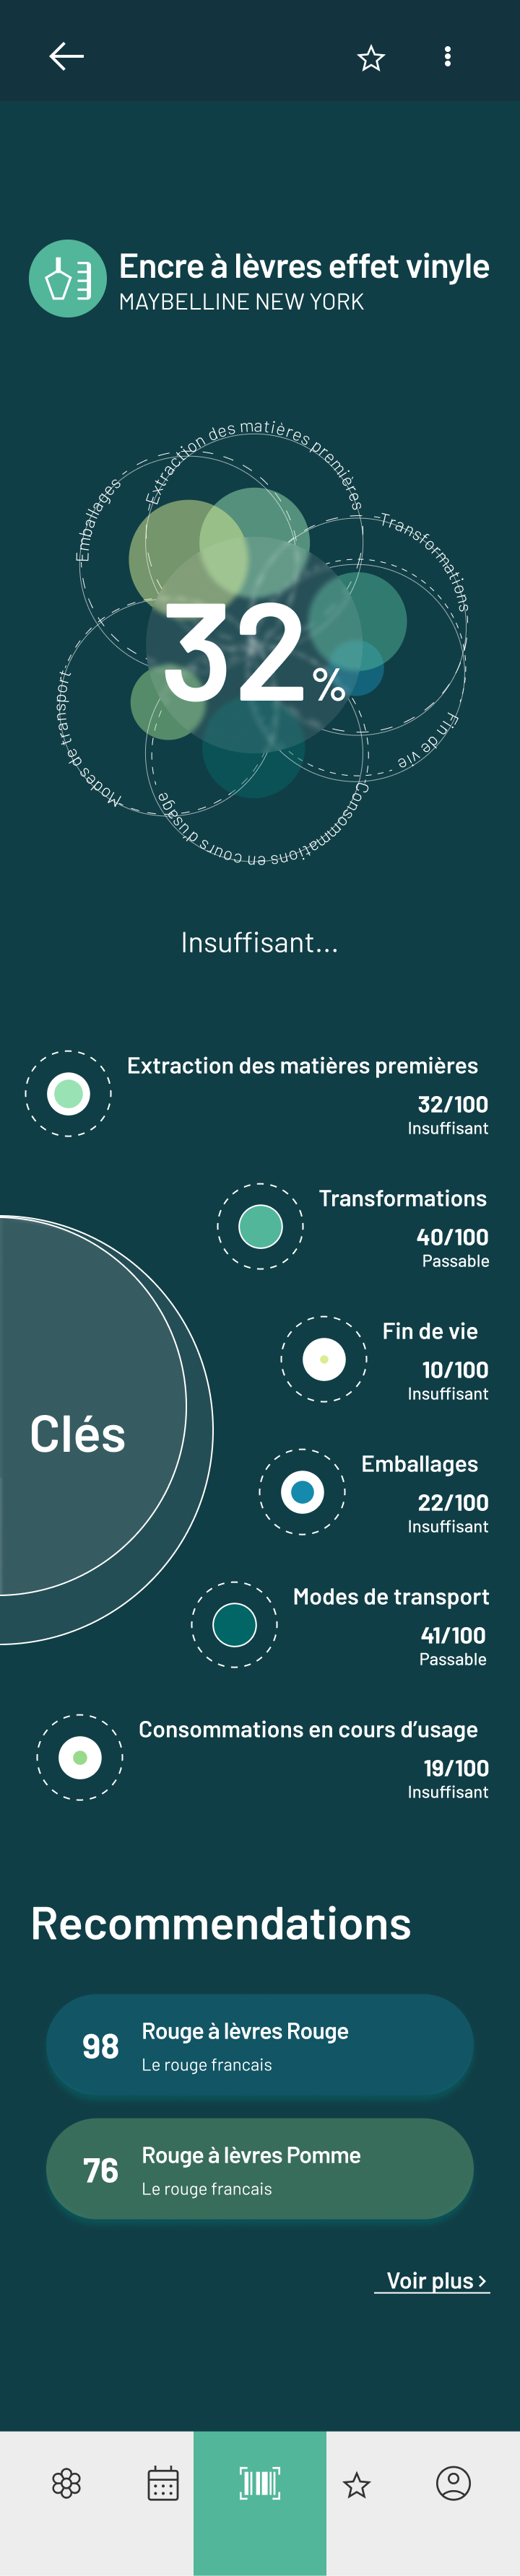 Encre à lèvres effet vinyle
MAYBELLINE NEW YORK
Extraction des matières premières
Emballages
Transformations
32%
Modes de transport
Fin de vie
Consommations en cours d'usage
Insuffisant...
Extraction des matières premières
32/100
Insuffisant
Transformations
40/100
Passable
Fin de vie
10/100
Insuffisant
Clés
Emballages
22/100
Insuffisant
Modes de transport
41/100
Passable
Consommations en cours d’usage
19/100
Insuffisant
Recommendations
98
Rouge à lèvres Rouge
Le rouge francais
76
Rouge à lèvres Pomme
Le rouge francais
Voir plus >